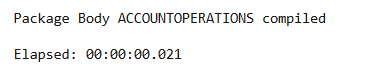 Package Body ACCOUNTOPERATIONS compiled
Elapsed: 00:00:00.021